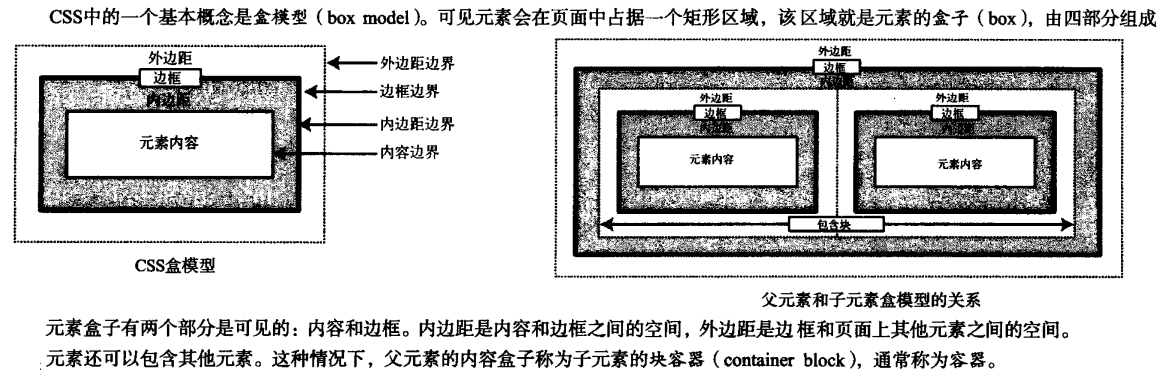 CSS中的一个基本概念是盒模型（box model）。可见元素会在页面中占据一个矩形区域，该区域就是元素的盒子（box），由四部分组成
外边距
边框
内边距
元素内容
外边距边界
边框边界
内边距边界
内容边界
CSS盒模型
外边距
边框
内边距
外边距
边框
内边距
元素内容
外边距
边框
内边距
元素内容
包含块
父元素和子元素盒模型的关系
元素盒子有两个部分是可见的：内容和边框。内边距是内容和边框之间的空间，外边距是边框和页面上其他元素之间的空间。
元素还可以包含其他元素。这种情况下，父元素的内容盒子称为子元素的块容器（container block），通常称为容器。